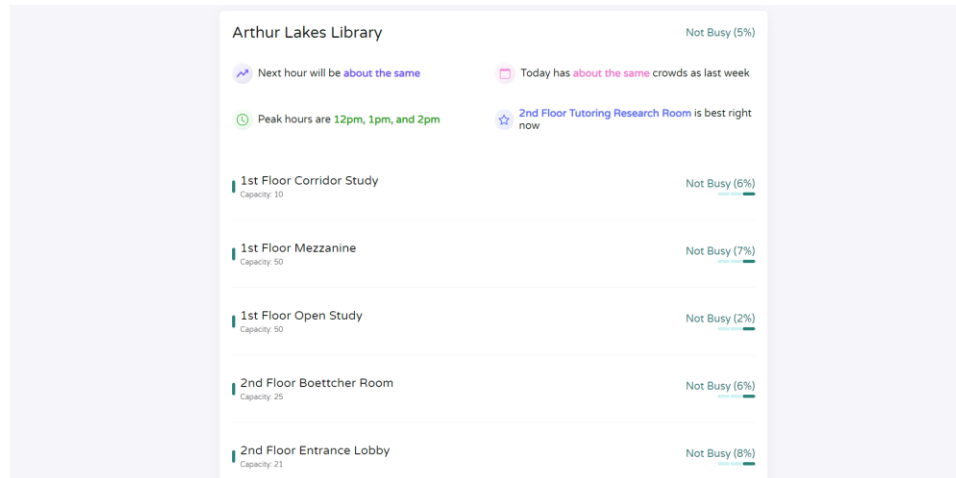 Arthur Lakes Library
Not Busy (5%)
Next hour will be about the same
Today has about the same crowds as last week
Peak hours are 12pm, 1pm, and 2pm
2nd Floor Tutoring Research Room is best right
now
1st Floor Corridor Study
Not Busy (6%)
Capacity: 10
1st Floor Mezzanine
Not Busy (7%)
Capacity: 50
1st Floor Open Study
Not Busy (2%)
Capacity: 50
2nd Floor Boettcher Room
Not Busy (6%)
Capacity: 25
2nd Floor Entrance Lobby
Not Busy (8%)
Capacity: 21